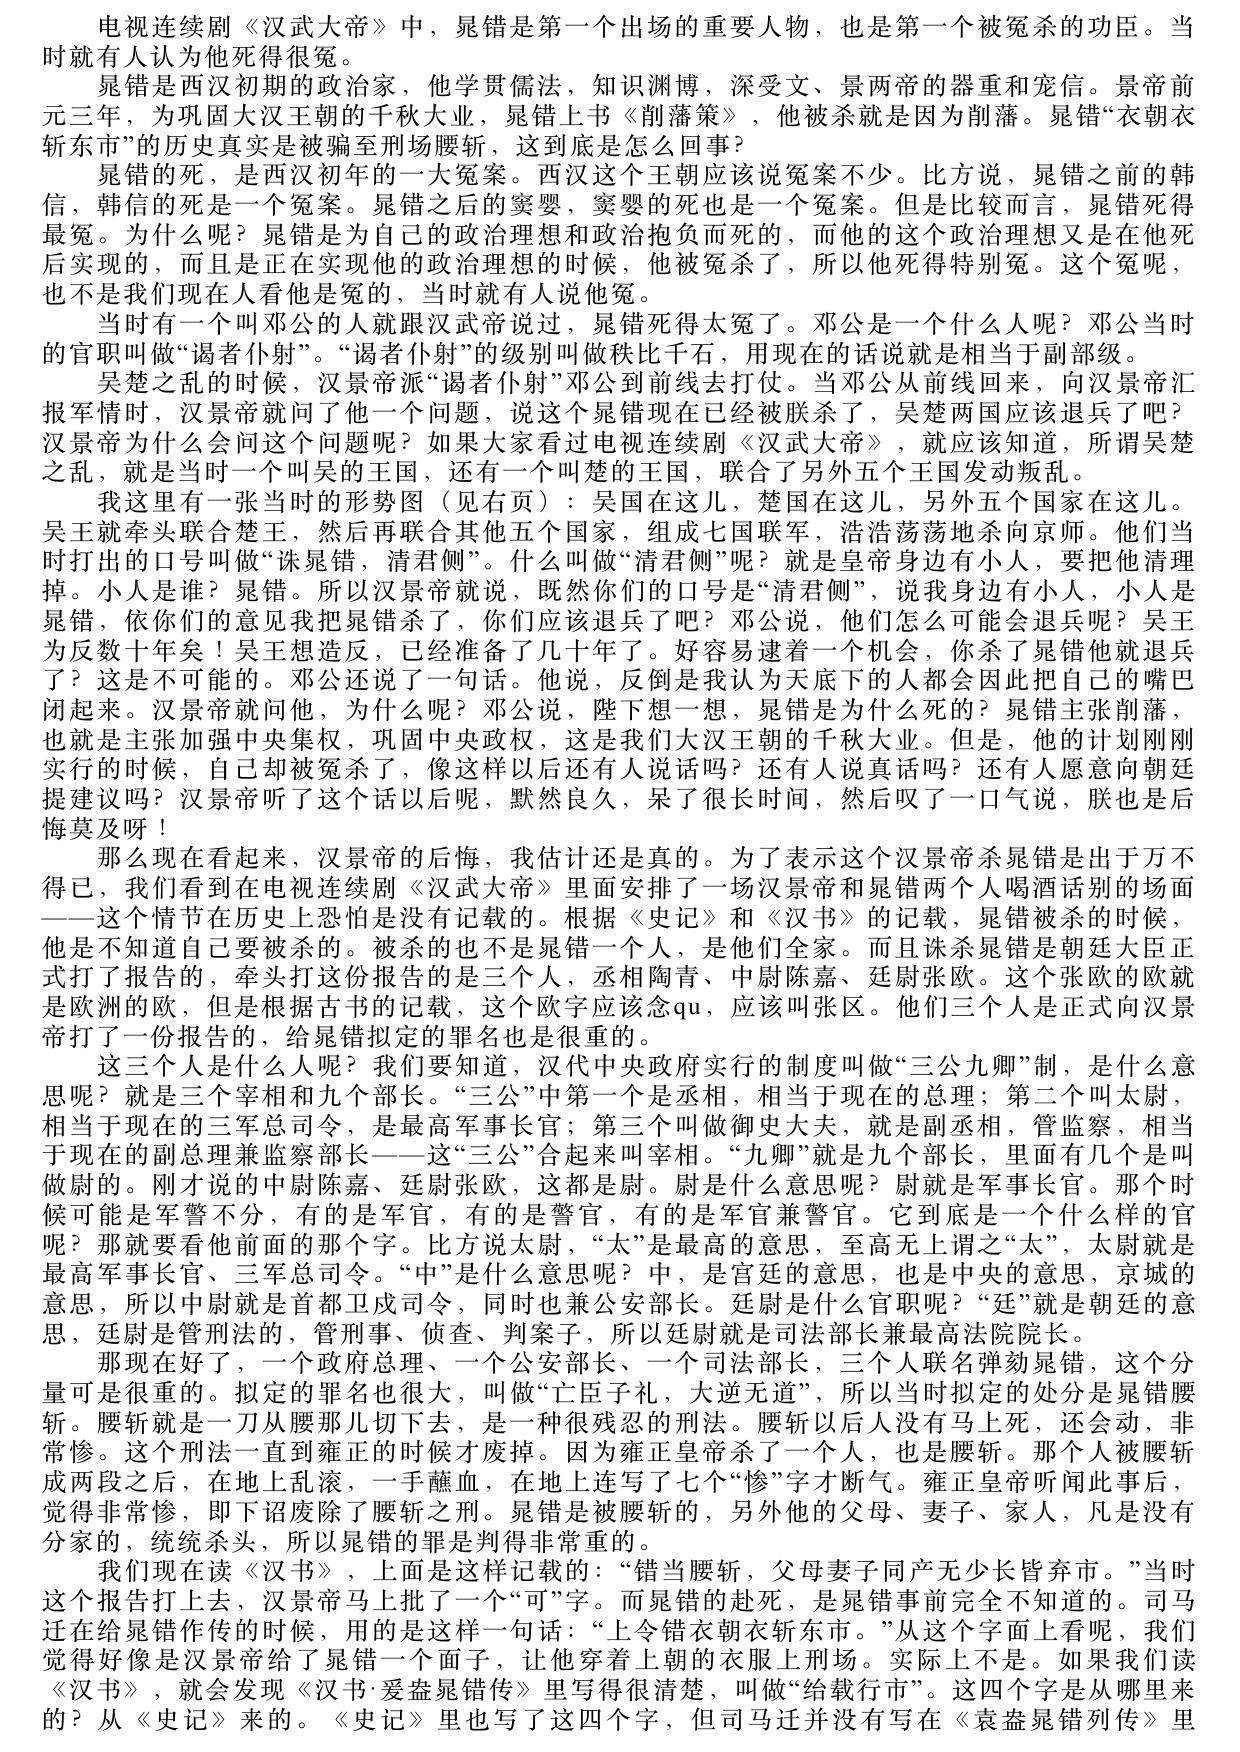 电视连续剧《汉武大帝》中，晁错是第一个出场的重要人物，也是第一个被冤杀的功臣。当
时就有人认为他死得很冤。
晁错是西汉初期的政治家，他学贯儒法，知识渊博，深受文、景两帝的器重和宠信。景帝前
元三年，为巩固大汉王朝的千秋大业，晁错上书《削藩策》，他被杀就是因为削藩。晁错“衣朝衣
斩东市”的历史真实是被骗至刑场腰斩，这到底是怎么回事？
晁错的死，是西汉初年的一大冤案。西汉这个王朝应该说冤案不少。比方说，晁错之前的韩
信，韩信的死是一个冤案。晁错之后的窦婴，窦婴的死也是一个冤案。但是比较而言，晁错死得
最冤。为什么呢？晁错是为自己的政治理想和政治抱负而死的，而他的这个政治理想又是在他死
后实现的，而且是正在实现他的政治理想的时候，他被冤杀了，所以他死得特别冤。这个冤呢，
也不是我们现在人看他是冤的，当时就有人说他冤。
当时有一个叫邓公的人就跟汉武帝说过，晁错死得太冤了。邓公是一个什么人呢？邓公当时
的官职叫做“谒者仆射”。“谒者仆射”的级别叫做秩比千石，用现在的话说就是相当于副部级。
吴楚之乱的时候，汉景帝派“谒者仆射”邓公到前线去打仗。当邓公从前线回来，向汉景帝汇
报军情时，汉景帝就问了他一个问题，说这个晁错现在已经被朕杀了，吴楚两国应该退兵了吧？
汉景帝为什么会问这个问题呢？如果大家看过电视连续剧《汉武大帝》，就应该知道，所谓吴楚
之乱，就是当时一个叫吴的王国，还有一个叫楚的王国，联合了另外五个王国发动叛乱。
我这里有一张当时的形势图（见右页）：吴国在这儿，楚国在这儿，另外五个国家在这儿。
吴王就牵头联合楚王，然后再联合其他五个国家，组成七国联军，浩浩荡荡地杀向京师。他们当
时打出的口号叫做“诛晁错，清君侧”。什么叫做“清君侧”呢？就是皇帝身边有小人，要把他清理
掉。小人是谁？晁错。所以汉景帝就说，既然你们的口号是“清君侧”，说我身边有小人，小人是
晁错，依你们的意见我把晁错杀了，你们应该退兵了吧？邓公说，他们怎么可能会退兵呢？吴王
为反数十年矣！吴王想造反，已经准备了几十年了。好容易逮着一个机会，你杀了晁错他就退兵
了？这是不可能的。邓公还说了一句话。他说，反倒是我认为天底下的人都会因此把自己的嘴巴
闭起来。汉景帝就问他，为什么呢？邓公说，陛下想一想，晁错是为什么死的？晁错主张削藩，
也就是主张加强中央集权，巩固中央政权，这是我们大汉王朝的千秋大业。但是，他的计划刚刚
实行的时候，自己却被冤杀了，像这样以后还有人说话吗？还有人说真话吗？还有人愿意向朝廷
提建议吗？汉景帝听了这个话以后呢，默然良久，呆了很长时间，然后叹了一口气说，朕也是后
悔莫及呀！
那么现在看起来，汉景帝的后悔，我估计还是真的。为了表示这个汉景帝杀晁错是出于万不
得已，我们看到在电视连续剧《汉武大帝》里面安排了一场汉景帝和晁错两个人喝酒话别的场面
——这个情节在历史上恐怕是没有记载的。根据《史记》和《汉书》的记载，晁错被杀的时候，
他是不知道自己要被杀的。被杀的也不是晁错一个人，是他们全家。而且诛杀晁错是朝廷大臣正
式打了报告的，牵头打这份报告的是三个人，丞相陶青、中尉陈嘉、廷尉张欧。这个张欧的欧就
是欧洲的欧，但是根据古书的记载，这个欧字应该念qu，应该叫张区。他们三个人是正式向汉景
帝打了一份报告的，给晁错拟定的罪名也是很重的。
这三个人是什么人呢？我们要知道，汉代中央政府实行的制度叫做“三公九卿”制，是什么意
思呢？就是三个宰相和九个部长。“三公”中第一个是丞相，相当于现在的总理；第二个叫太尉，
相当于现在的三军总司令，是最高军事长官；第三个叫做御史大夫，就是副丞相，管监察，相当
于现在的副总理兼监察部长——这“三公”合起来叫宰相。“九卿”就是九个部长，里面有几个是叫
做尉的。刚才说的中尉陈嘉、廷尉张欧，这都是尉。尉是什么意思呢？尉就是军事长官。那个时
候可能是军警不分，有的是军官，有的是警官，有的是军官兼警官。它到底是一个什么样的官
呢？那就要看他前面的那个字。比方说太尉，“太”是最高的意思，至高无上谓之“太”，太尉就是
最高军事长官、三军总司令。“中”是什么意思呢？中，是宫廷的意思，也是中央的意思，京城的
意思，所以中尉就是首都卫戍司令，同时也兼公安部长。廷尉是什么官职呢？“廷”就是朝廷的意
思，廷尉是管刑法的，管刑事、侦查、判案子，所以廷尉就是司法部长兼最高法院院长。
那现在好了，一个政府总理、一个公安部长、一个司法部长，三个人联名弹劾晁错，这个分
量可是很重的。拟定的罪名也很大，叫做“亡臣子礼，大逆无道”，所以当时拟定的处分是晁错腰
斩。腰斩就是一刀从腰那儿切下去，是一种很残忍的刑法。腰斩以后人没有马上死，还会动，非
常惨。这个刑法一直到雍正的时候才废掉。因为雍正皇帝杀了一个人，也是腰斩。那个人被腰斩
成两段之后，在地上乱滚，一手蘸血，在地上连写了七个“惨”字才断气。雍正皇帝听闻此事后，
觉得非常惨，即下诏废除了腰斩之刑。晁错是被腰斩的，另外他的父母、妻子、家人，凡是没有
分家的，统统杀头，所以晁错的罪是判得非常重的。
我们现在读《汉书》，上面是这样记载的：“错当腰斩，父母妻子同产无少长皆弃市。”当时
这个报告打上去，汉景帝马上批了一个“可”字。而晁错的赴死，是晁错事前完全不知道的。司马
迁在给晁错作传的时候，用的是这样一句话：“上令错衣朝衣斩东市。”从这个字面上看呢，我们
觉得好像是汉景帝给了晁错一个面子，让他穿着上朝的衣服上刑场。实际上不是。如果我们读
《汉书》，就会发现《汉书·爰盎晁错传》里写得很清楚，叫做“绐载行市”。这四个字是从哪里来
的？从《史记》来的。《史记》里也写了这四个字，但司马迁并没有写在《袁盎晁错列传》里